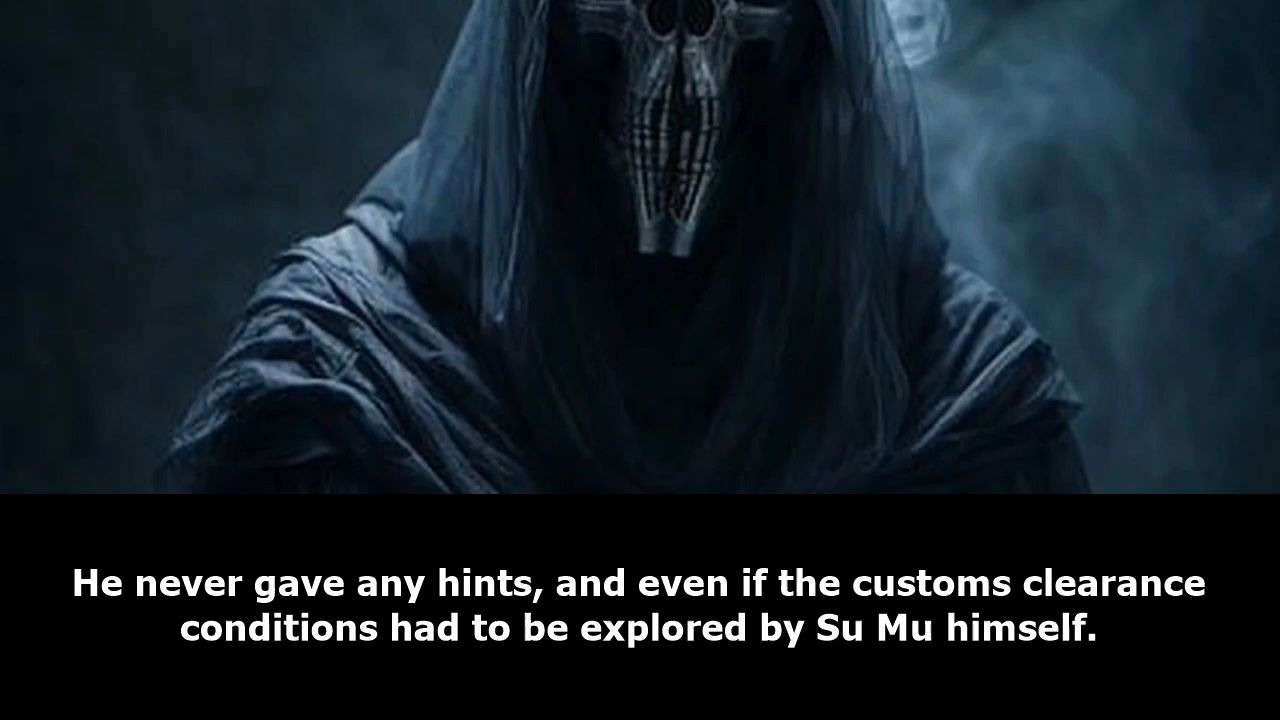 He never gave any hints, and even if the customs clearance
conditions had to be explored by Su Mu himself.